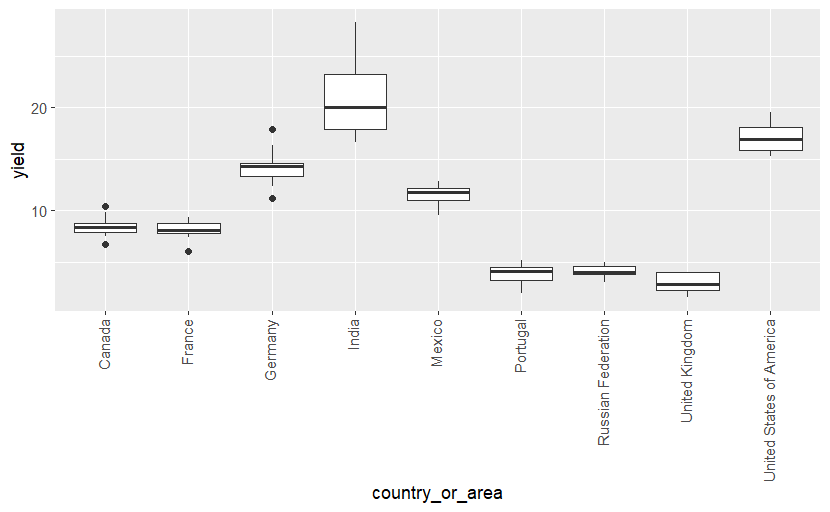 yield
20
10
Canada
France
Germany
India
Mexico
Portugal
Russian Federation
United Kingdom
United States of America
country_or_area